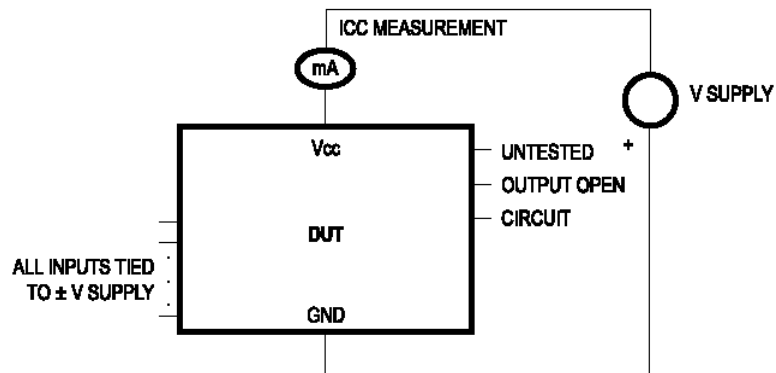 ICC MEASUREMENT
mA
V SUPPLY
+
Vcc
UNTESTED
OUTPUT OPEN
CIRCUIT
DUT
ALL INPUTS TIED
TO ± V SUPPLY
GND